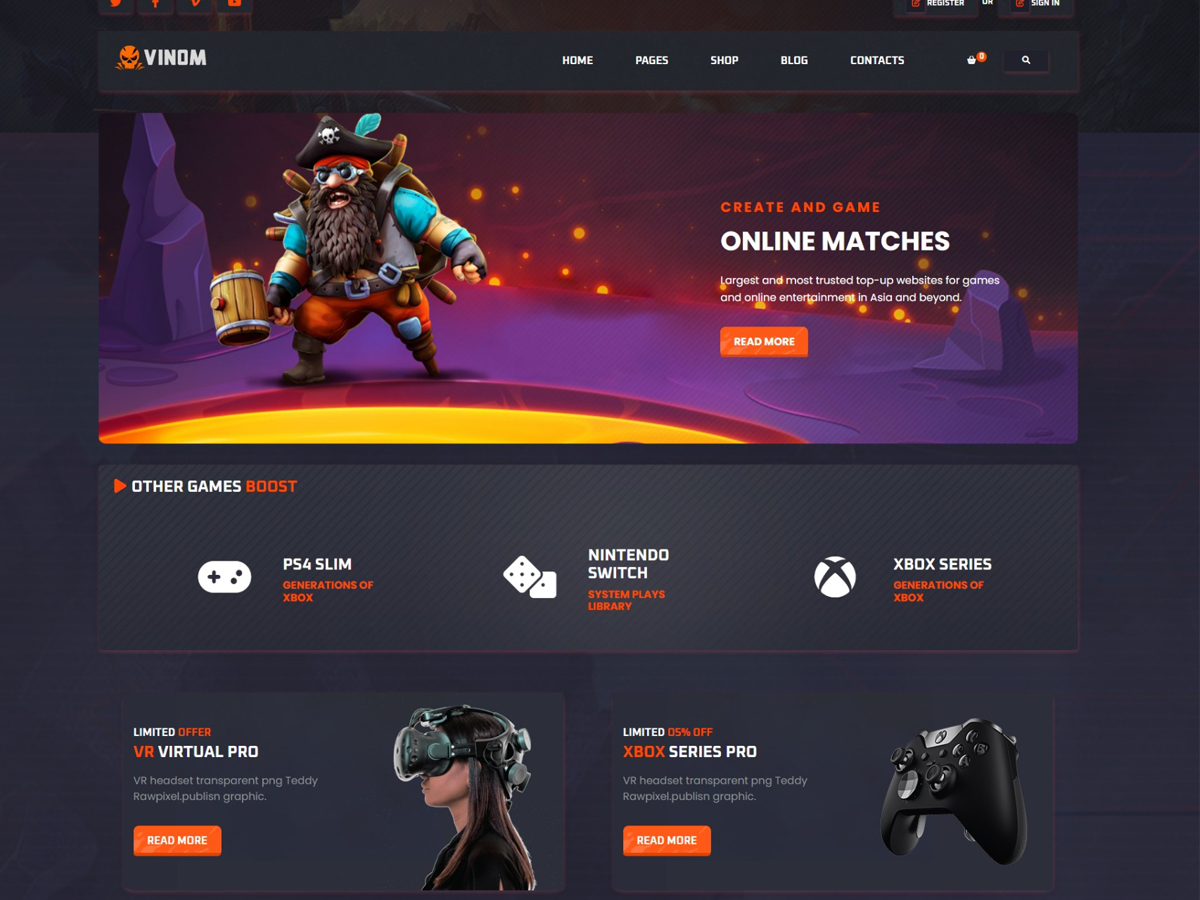 REGISTER OR SIGN IN
VINOM
HOME PAGES SHOP BLOG CONTACTS 0
CREATE AND GAME
ONLINE MATCHES
Largest and most trusted top-up websites for games
and online entertainment in Asia and beyond.
READ MORE
OTHER GAMES BOOST
PS4 SLIM
GENERATIONS OF
XBOX
NINTENDO
SWITCH
SYSTEM PLAYS
LIBRARY
XBOX SERIES
GENERATIONS OF
XBOX
LIMITED OFFER
VR VIRTUAL PRO
VR headset transparent png Teddy
Rawpixel.publisn graphic.
READ MORE
LIMITED 05% OFF
XBOX SERIES PRO
VR headset transparent png Teddy
Rawpixel.publisn graphic.
READ MORE